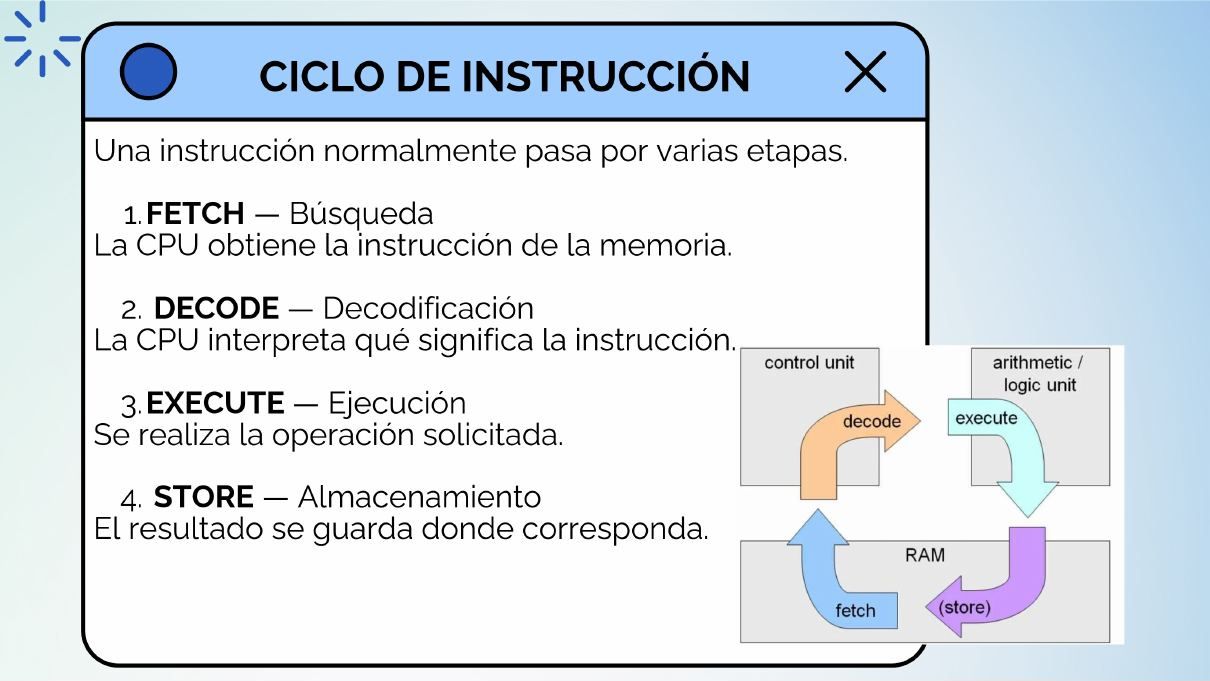 CICLO DE INSTRUCCIÓN
Una instrucción normalmente pasa por varias etapas.
1. FETCH — Búsqueda
La CPU obtiene la instrucción de la memoria.
2. DECODE — Decodificación
La CPU interpreta qué significa la instrucción.
3. EXECUTE — Ejecución
Se realiza la operación solicitada.
4. STORE — Almacenamiento
El resultado se guarda donde corresponda.
control unit
arithmetic /
logic unit
decode
execute
RAM
fetch
(store)